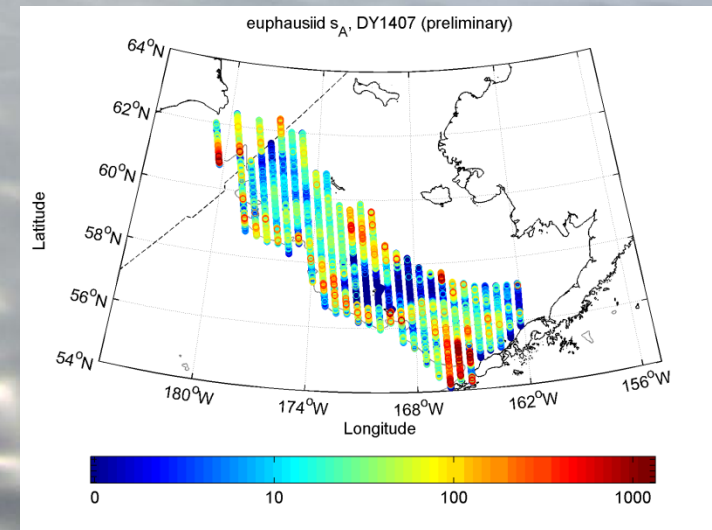 euphausiid s_A, DY1407 (preliminary)
64°N
62°N
60°N
58°N
56°N
54°N
Latitude
180°W
174°W
168°W
162°W
156°W
Longitude
0
10
100
1000